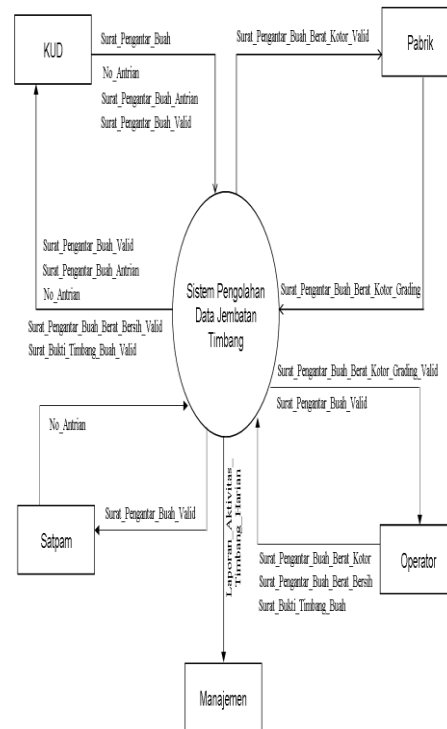 KUD
Surat_Pengantar_Buah
No_Antrian
Surat_Pengantar_Buah_Antrian
Surat_Pengantar_Buah_Valid
Surat_Pengantar_Buah_Berat_Kotor_Valid
Pabrik
Surat_Pengantar_Buah_Valid
Surat_Pengantar_Buah_Antrian
No_Antrian
Surat_Pengantar_Buah_Berat_Bersih_Valid
Surat_Bukti_Timbang_Buah_Valid
Sistem Pengolahan
Data Jembatan
Timbang
Surat_Pengantar_Buah_Berat_Kotor_Grading
Surat_Pengantar_Buah_Berat_Kotor_Grading_Valid
Surat_Pengantar_Buah_Valid
No_Antrian
Satpam
Surat_Pengantar_Buah_Valid
Laporan_Aktivitas_
Timbang_Harian
Surat_Pengantar_Buah_Berat_Kotor
Surat_Pengantar_Buah_Berat_Bersih
Surat_Bukti_Timbang_Buah
Operator
Manajemen